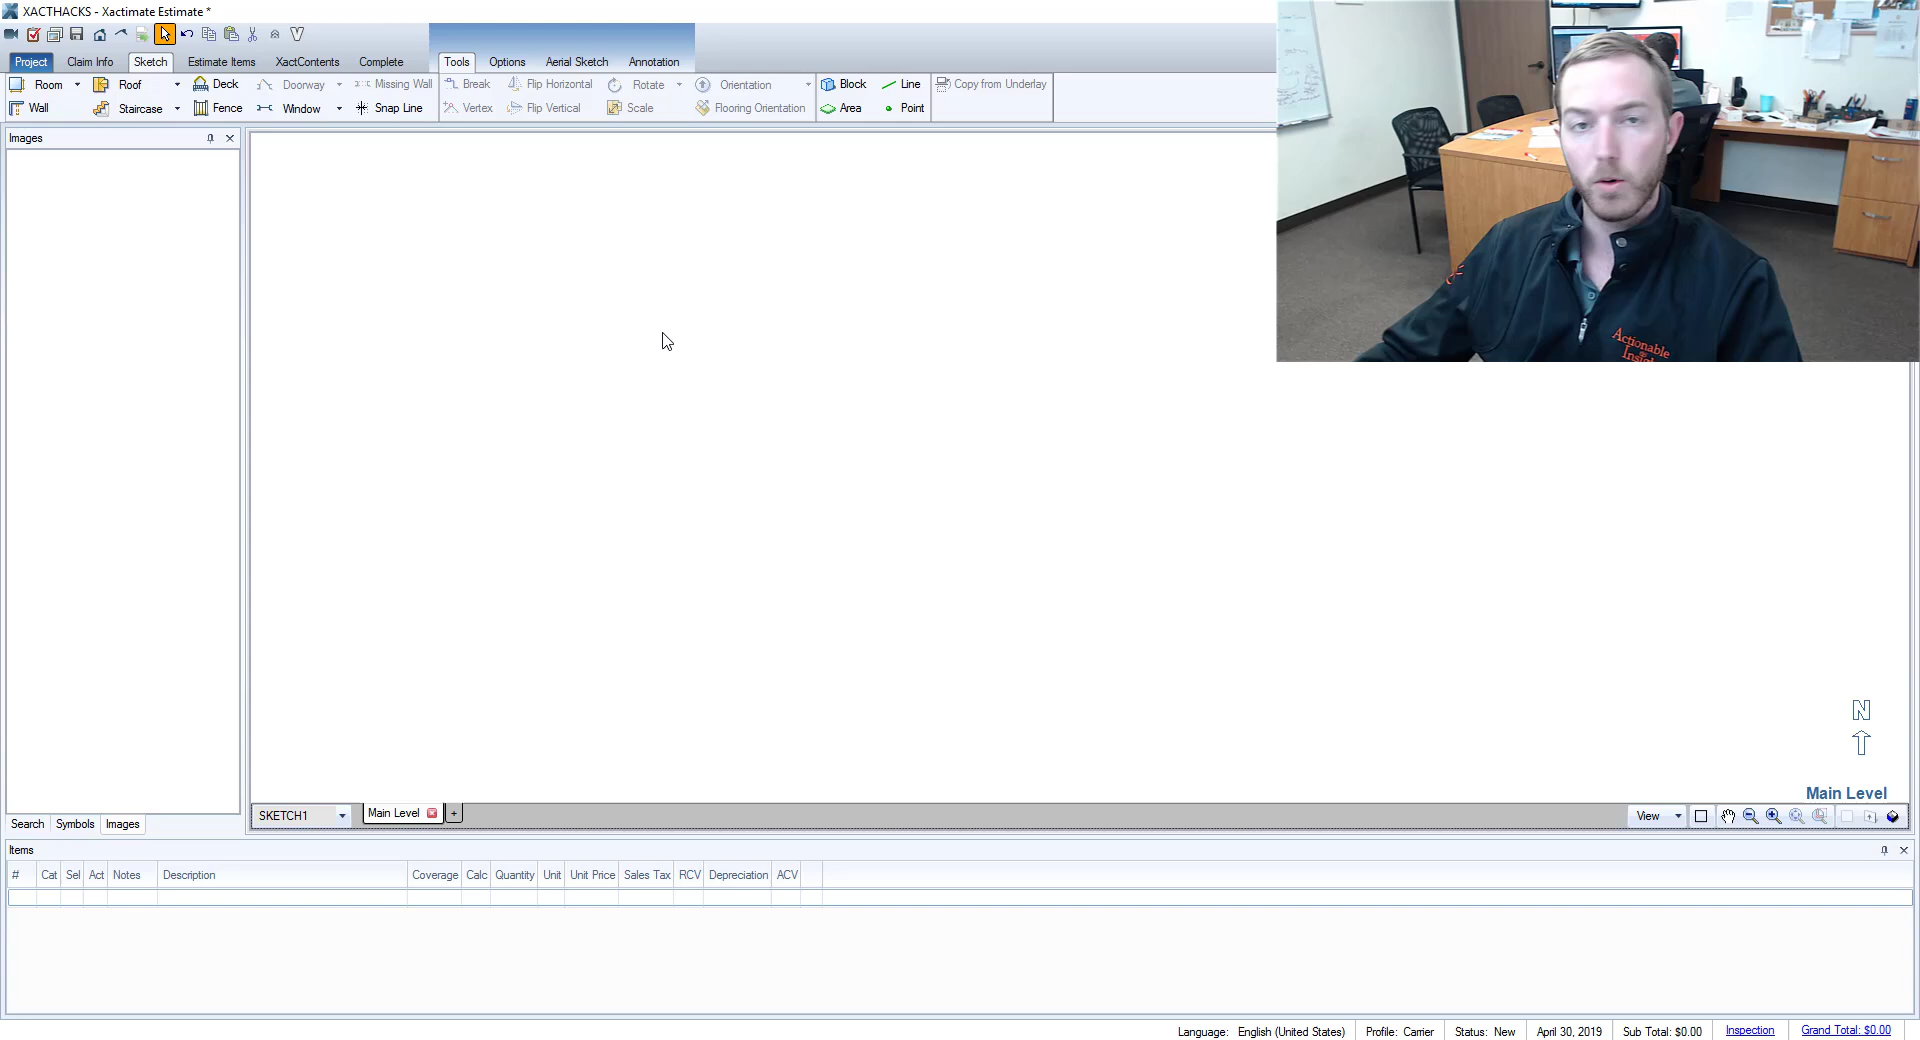 XACTHACKS - Xactimate Estimate *
Project Claim Info Sketch Estimate Items XactContents Complete Tools Options Aerial Sketch Annotation
Room Roof Deck Doorway Missing Wall Break Flip Horizontal Rotate Orientation Block Line Copy from Underlay
Wall Staircase Fence Window Snap Line Vertex Flip Vertical Scale Flooring Orientation Area Point
Actionable
Insight
Images
N
Main Level
SKETCH1 Main Level + View
Search Symbols Images
Items
# Cat Sel Act Notes Description Coverage Calc Quantity Unit Unit Price Sales Tax RCV Depreciation ACV
Language: English (United States) Profile: Carrier Status: New April 30, 2019 Sub Total: $0.00 Inspection Grand Total: $0.00